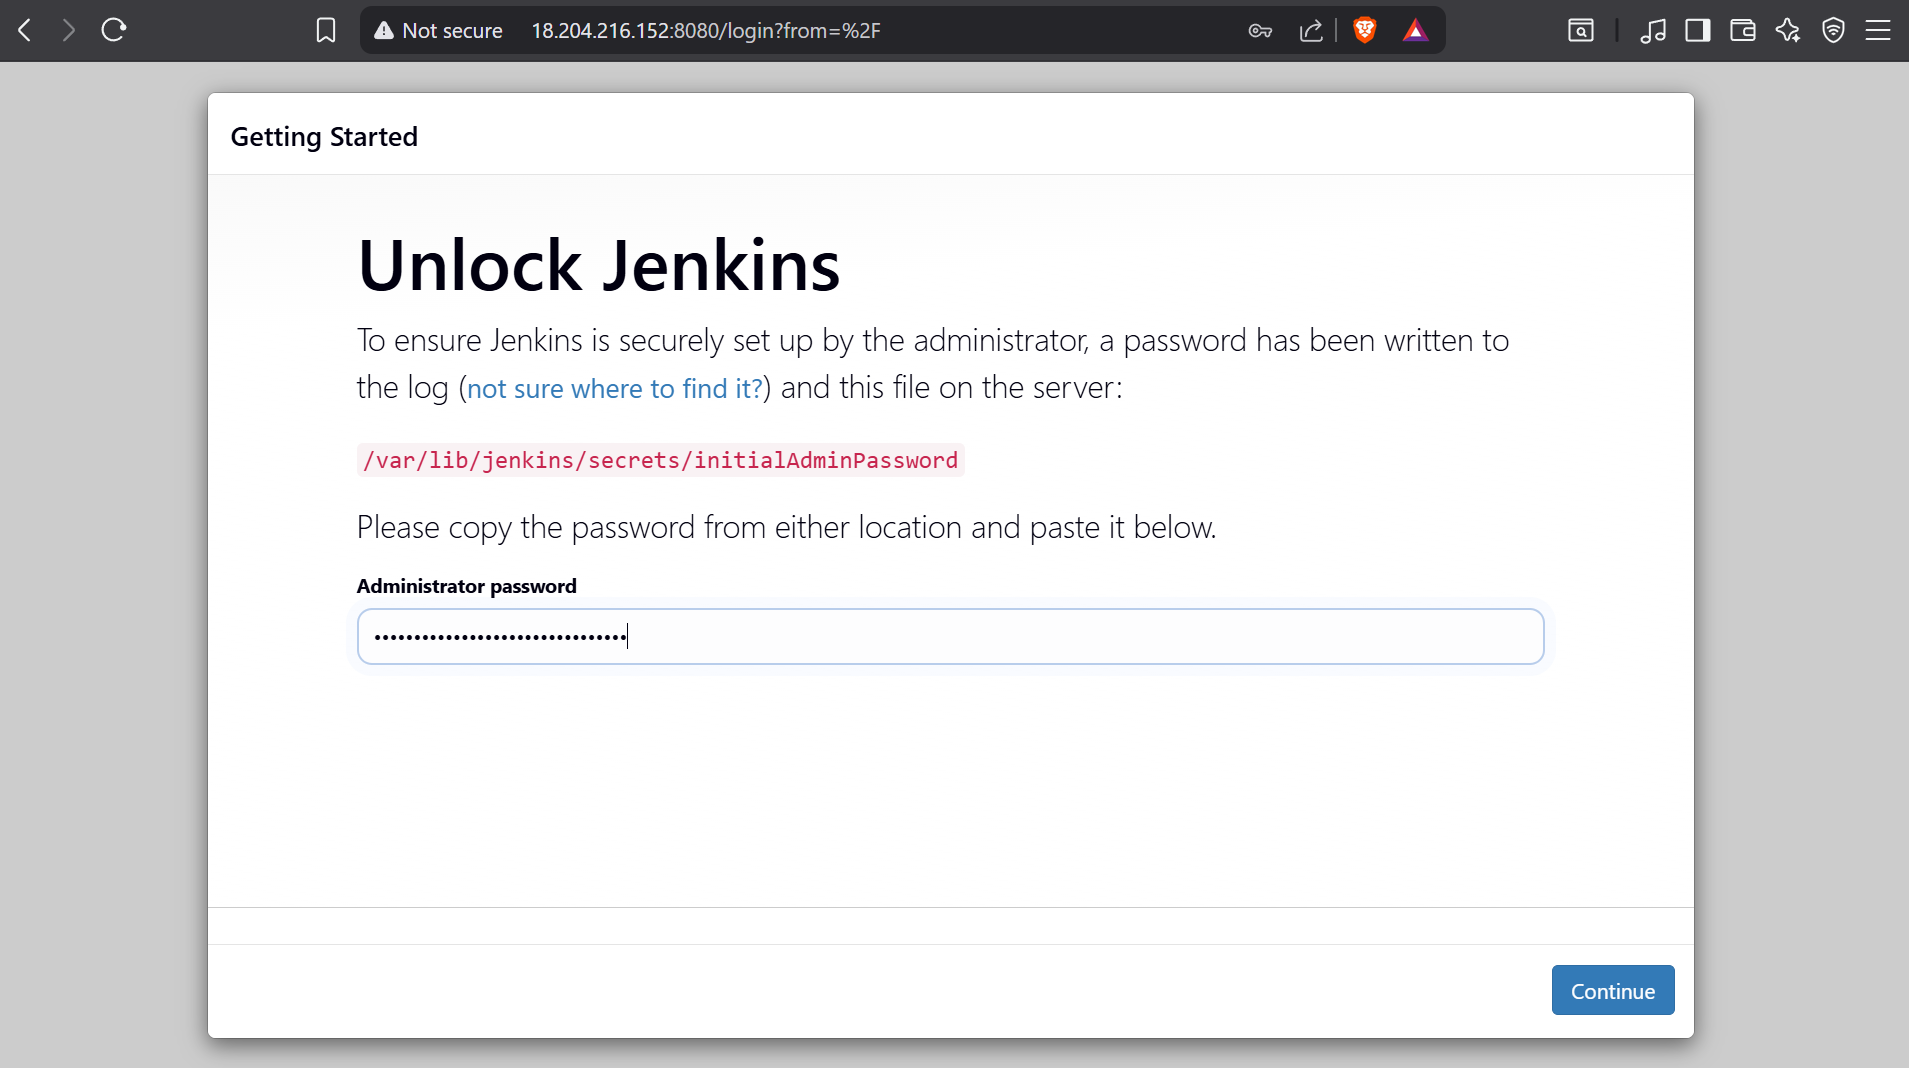 Not secure 18.204.216.152:8080/login?from=%2F
Getting Started
Unlock Jenkins
To ensure Jenkins is securely set up by the administrator, a password has been written to
the log (not sure where to find it?) and this file on the server:
/var/lib/jenkins/secrets/initialAdminPassword
Please copy the password from either location and paste it below.
Administrator password
••••••••••••••••••••••••••••••••
Continue